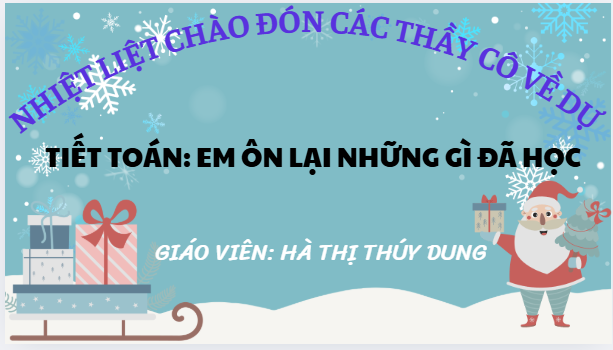 NHIỆT LIỆT CHÀO ĐÓN CÁC THẦY CÔ VỀ DỰ
TIẾT TOÁN: EM ÔN LẠI NHỮNG GÌ ĐÃ HỌC
GIÁO VIÊN: HÀ THỊ THÚY DUNG